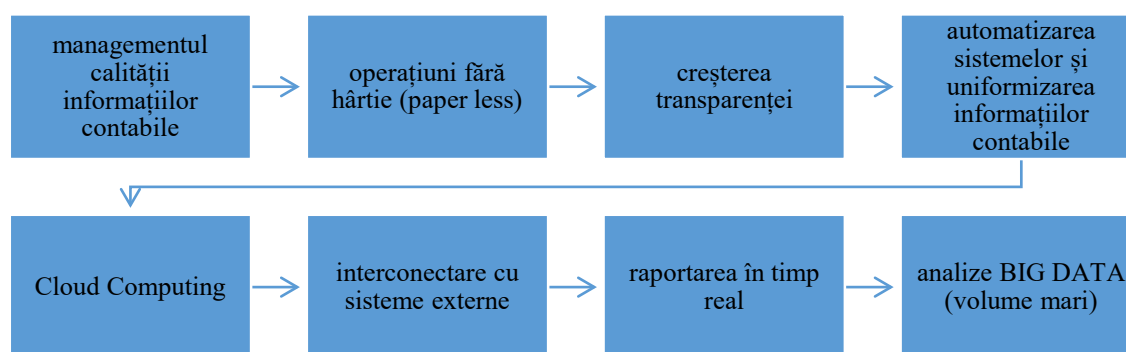 managementul
calității
informațiilor
contabile
operațiuni fără
hârtie (paper less)
creșterea
transparenței
automatizarea
sistemelor și
uniformizarea
informațiilor
contabile
Cloud Computing
interconectare cu
sisteme externe
raportarea în timp
real
analize BIG DATA
(volume mari)